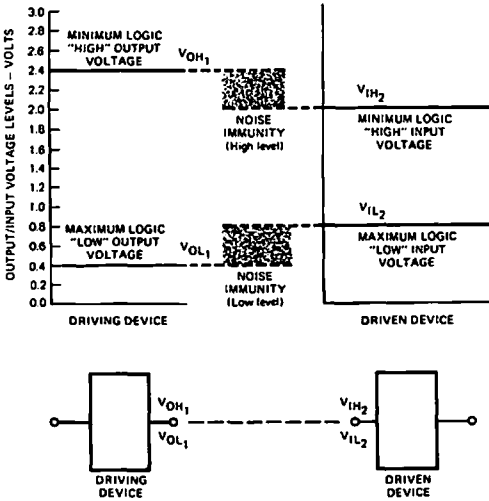 OUTPUT/INPUT VOLTAGE LEVELS – VOLTS
3.0
2.8
2.6
2.4
2.2
2.0
1.8
1.6
1.4
1.2
1.0
0.8
0.6
0.4
0.2
0.0
MINIMUM LOGIC
"HIGH" OUTPUT
VOLTAGE
VOH1
NOISE
IMMUNITY
(High level)
VIH2
MINIMUM LOGIC
"HIGH" INPUT
VOLTAGE
MAXIMUM LOGIC
"LOW" OUTPUT
VOLTAGE
VOL1
NOISE
IMMUNITY
(Low level)
VIL2
MAXIMUM LOGIC
"LOW" INPUT
VOLTAGE
DRIVING DEVICE
DRIVEN DEVICE
VOH1
VOL1
VIH2
VIL2
DRIVING
DEVICE
DRIVEN
DEVICE